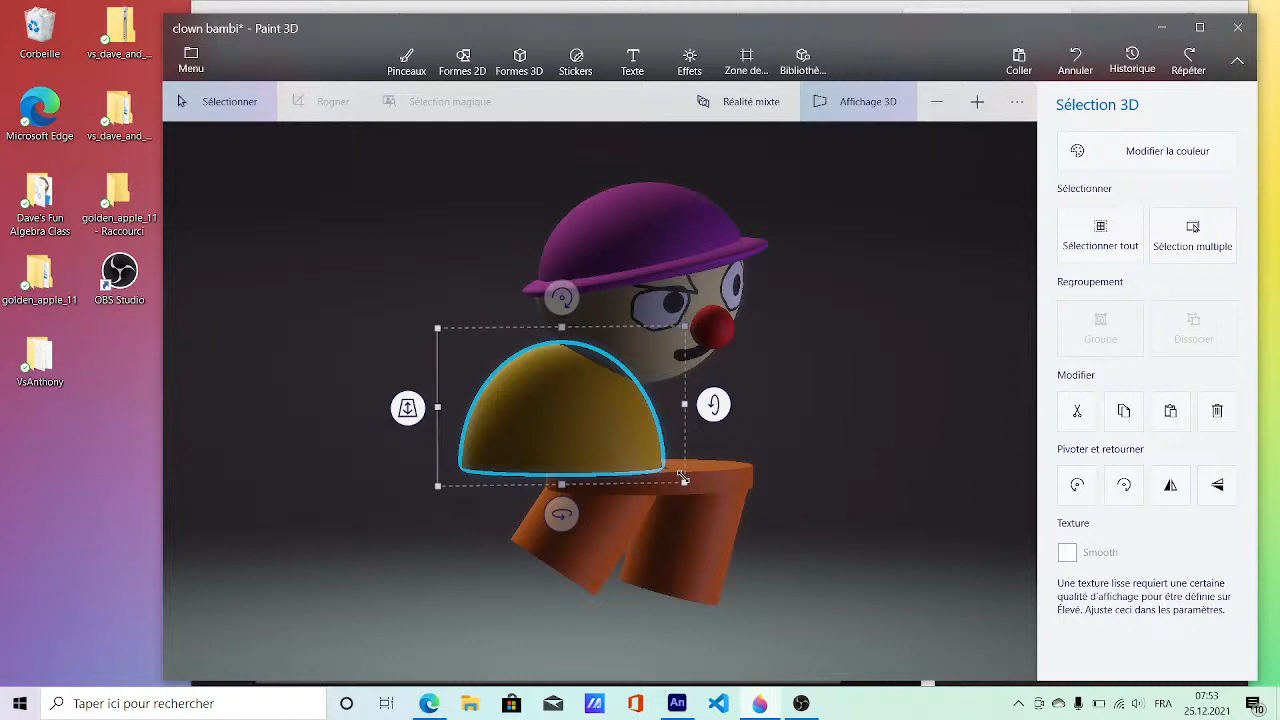 Corbeille
vs_dave_and_...
Microsoft Edge
vs_dave_and_...
Dave's Fun
Algebra Class
golden_apple_11
- Raccourci
golden_apple_11
OBS Studio
VsAnthony
clown bambi* - Paint 3D
Menu
Pinceaux
Formes 2D
Formes 3D
Stickers
Texte
Effets
Zone de...
Bibliothè...
Coller
Annuler
Historique
Répéter
Sélectionner
Rogner
Sélection magique
Réalité mixte
Affichage 3D
Sélection 3D
Modifier la couleur
Sélectionner
Sélectionner tout
Sélection multiple
Regroupement
Groupe
Dissocier
Modifier
Pivoter et retourner
Texture
Smooth
Une texture lisse requiert une certaine
qualité d'affichage pour être définie sur
Élevé. Ajuste ceci dans les paramètres.
Taper ici pour rechercher
An
FRA
07:53
25.12.2021
10